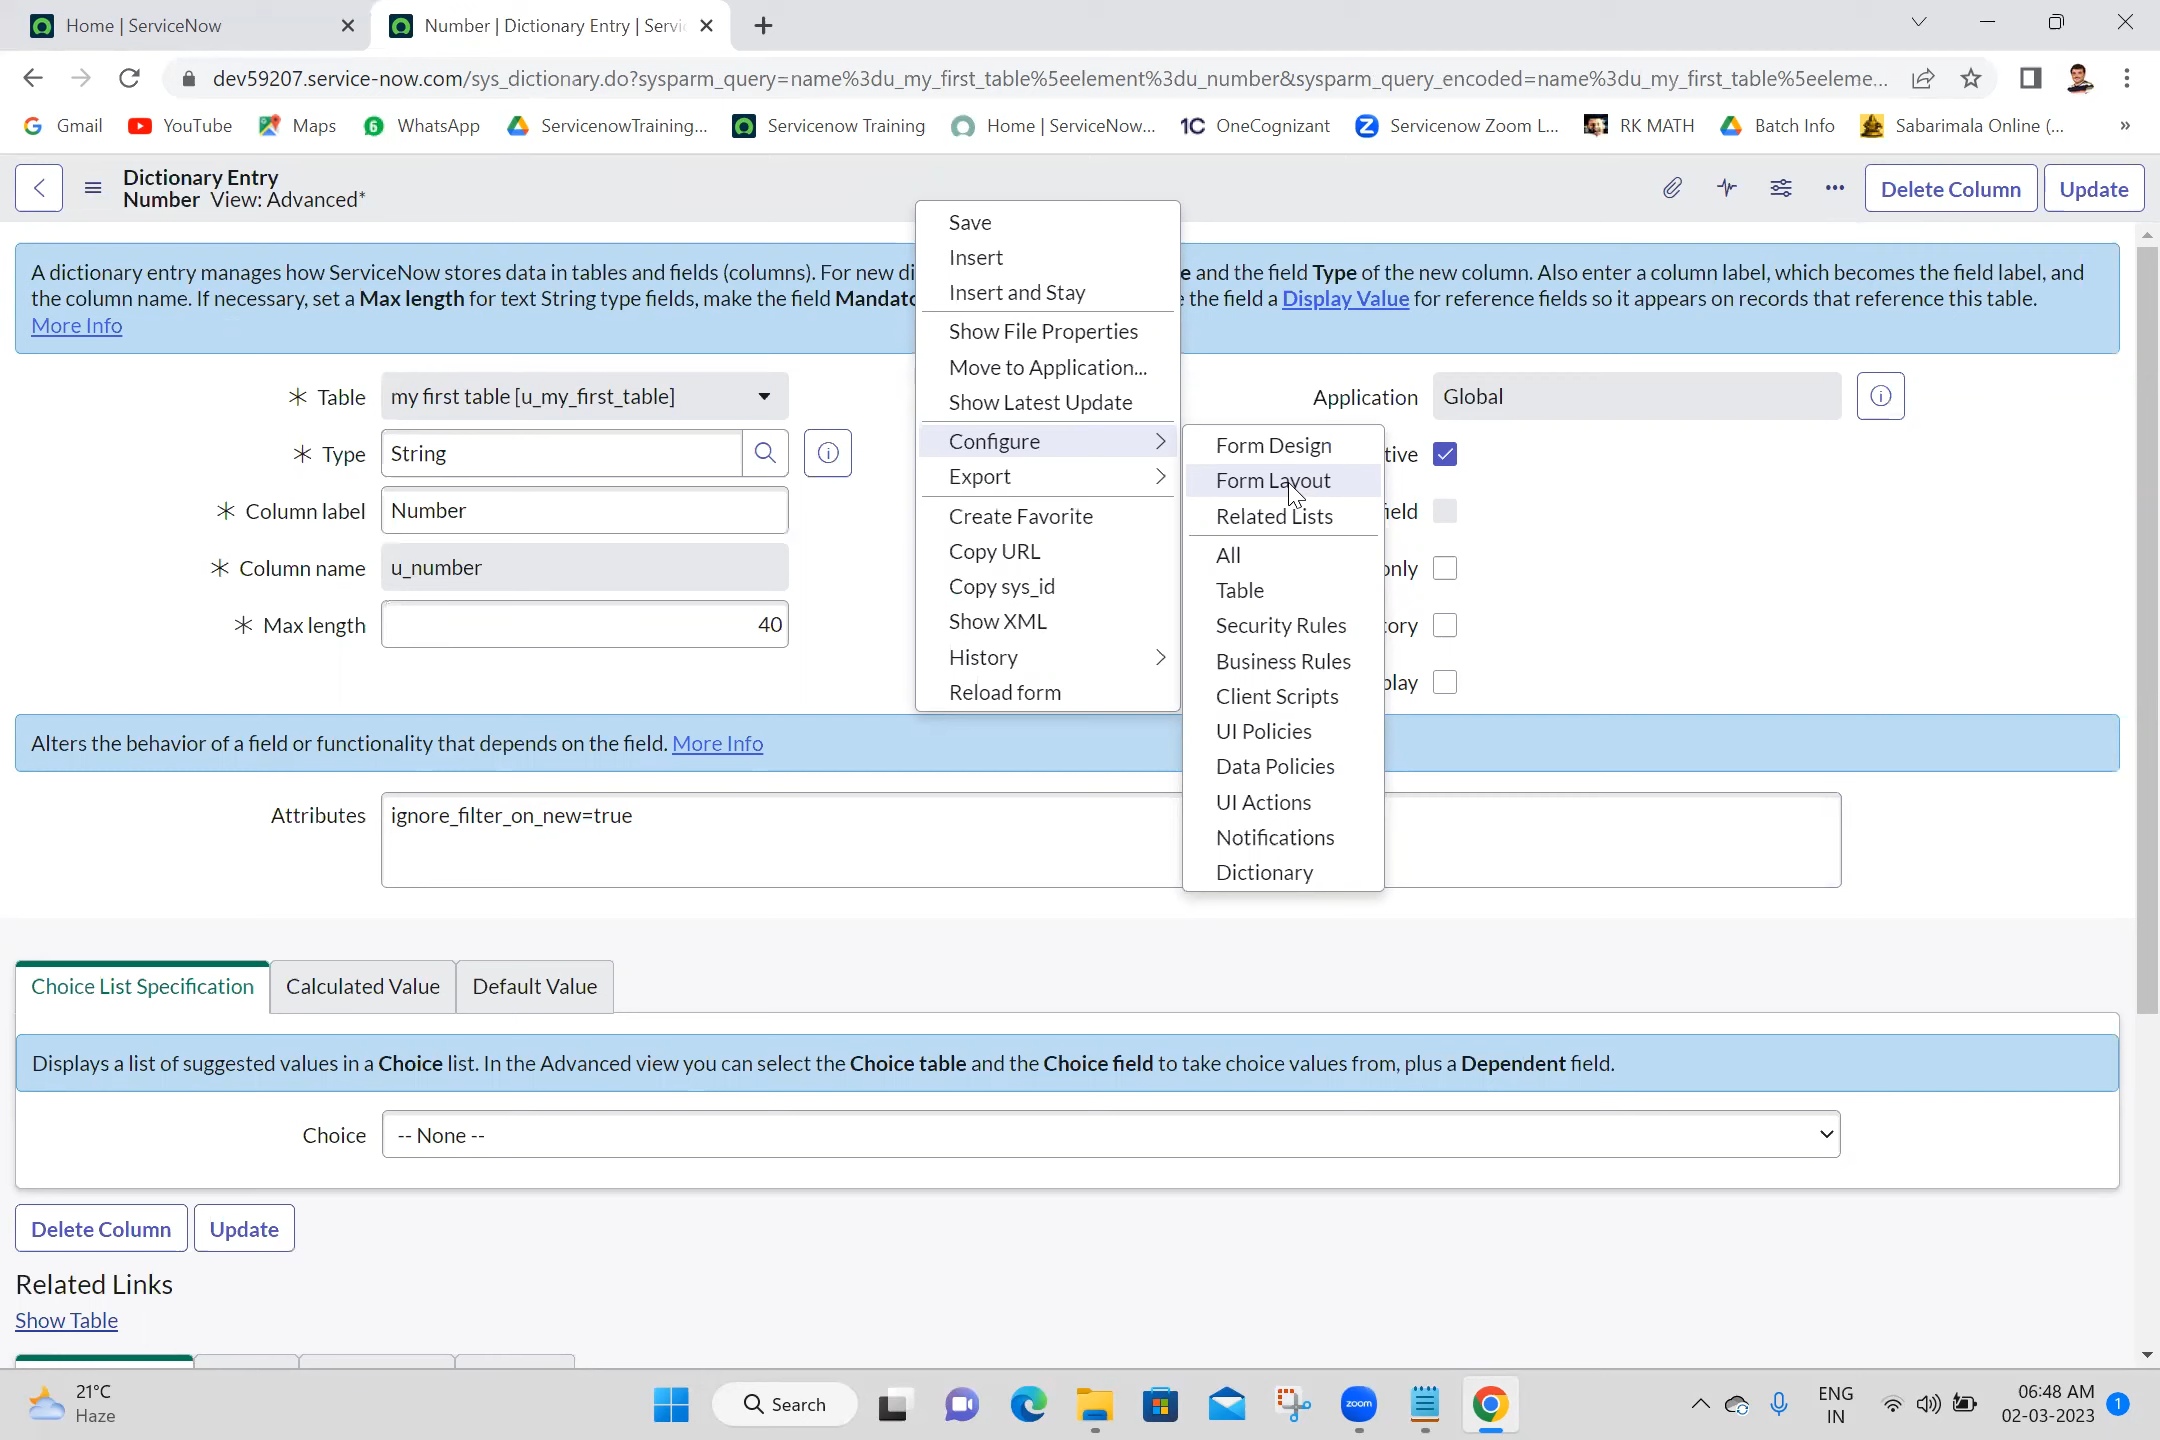 Home | ServiceNow
Number | Dictionary Entry | Servi
dev59207.service-now.com/sys_dictionary.do?sysparm_query=name%3du_my_first_table%5eelement%3du_number&sysparm_query_encoded=name%3du_my_first_table%5eeleme...
Gmail YouTube Maps WhatsApp ServicenowTraining... Servicenow Training Home | ServiceNow... 1C OneCognizant Servicenow Zoom L... RK MATH Batch Info Sabarimala Online (... »
Dictionary Entry
Number View: Advanced*
Delete Column Update
A dictionary entry manages how ServiceNow stores data in tables and fields (columns). For new di e and the field Type of the new column. Also enter a column label, which becomes the field label, and
the column name. If necessary, set a Max length for text String type fields, make the field Mandato the field a Display Value for reference fields so it appears on records that reference this table.
More Info
Save
Insert
Insert and Stay
Show File Properties
Move to Application...
Show Latest Update
Configure
Export
Create Favorite
Copy URL
Copy sys_id
Show XML
History
Reload form
Form Design
Form Layout
Related Lists
All
Table
Security Rules
Business Rules
Client Scripts
UI Policies
Data Policies
UI Actions
Notifications
Dictionary
Table my first table [u_my_first_table]
Type String
Column label Number
Column name u_number
Max length 40
Application Global
tive
ield
only
ory
play
Alters the behavior of a field or functionality that depends on the field. More Info
Attributes ignore_filter_on_new=true
Choice List Specification Calculated Value Default Value
Displays a list of suggested values in a Choice list. In the Advanced view you can select the Choice table and the Choice field to take choice values from, plus a Dependent field.
Choice -- None --
Delete Column Update
Related Links
Show Table
21°C
Haze
Search
zoom
ENG
IN
06:48 AM
02-03-2023
1